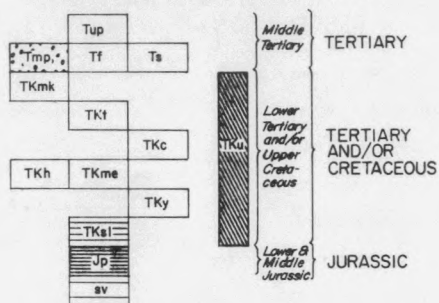 Tup
Tmp Tf Ts
TKmk
TKt
TKc
TKh TKme
TKy
TKsl
Jp
sv
TKu
Middle
Tertiary
Lower
Tertiary
and/or
Upper
Creta-
ceous
Lower &
Middle
Jurassic
TERTIARY
TERTIARY
AND/OR
CRETACEOUS
JURASSIC